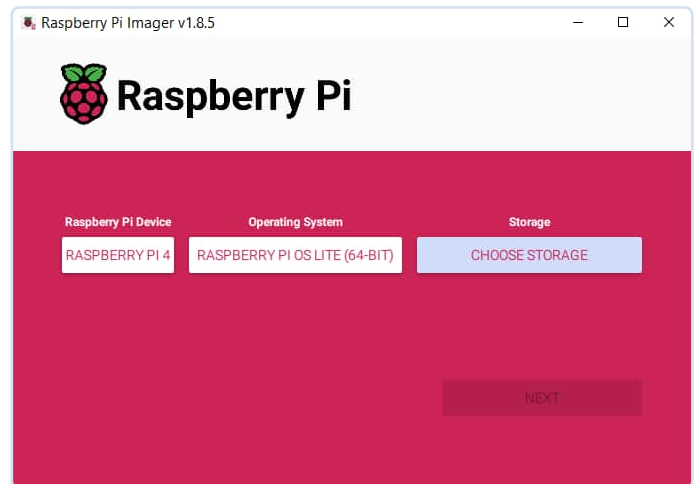 Raspberry Pi Imager v1.8.5
Raspberry Pi
Raspberry Pi Device Operating System Storage
RASPBERRY PI 4 RASPBERRY PI OS LITE (64-BIT) CHOOSE STORAGE
NEXT